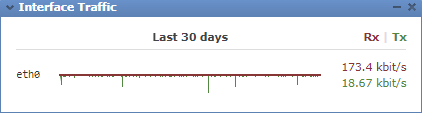 Interface Traffic
Last 30 days
Rx | Tx
eth0
173.4 kbit/s
18.67 kbit/s